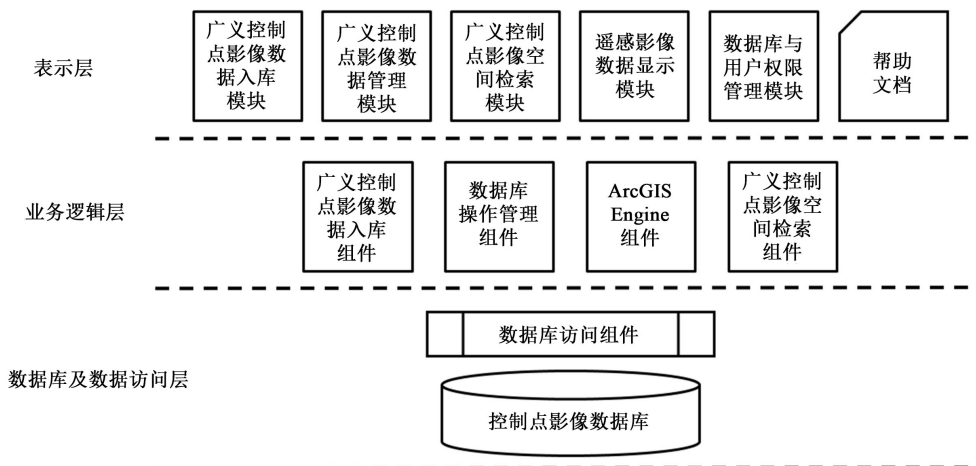 表示层
广义控制
点影像数
据入库
模块
广义控制
点影像数
据管理
模块
广义控制
点影像空
间检索
模块
遥感影像
数据显示
模块
数据库与
用户权限
管理模块
帮助
文档
业务逻辑层
广义控制
点影像数
据入库
组件
数据库
操作管理
组件
ArcGIS
Engine
组件
广义控制
点影像空
间检索
组件
数据库及数据访问层
数据库访问组件
控制点影像数据库